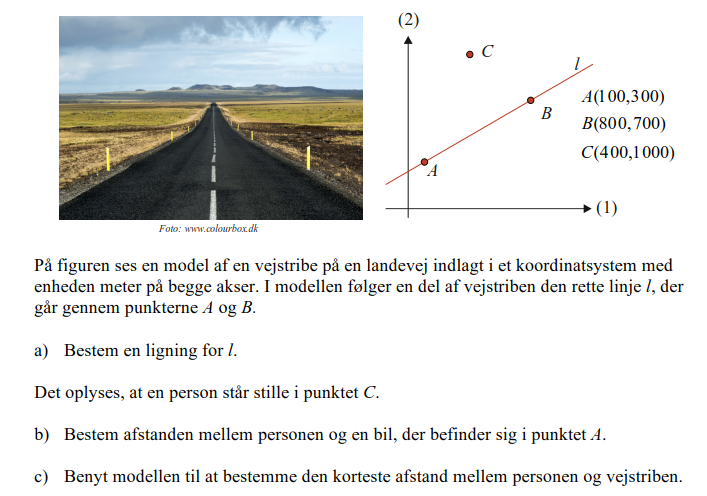 (2)
C
l
A(100,300)
B
B(800,700)
C(400,1000)
A
(1)
Foto: www.colourbox.dk
På figuren ses en model af en vejstribe på en landevej indlagt i et koordinatsystem med
enheden meter på begge akser. I modellen følger en del af vejstriben den rette linje l, der
går gennem punkterne A og B.
a) Bestem en ligning for l.
Det oplyses, at en person står stille i punktet C.
b) Bestem afstanden mellem personen og en bil, der befinder sig i punktet A.
c) Benyt modellen til at bestemme den korteste afstand mellem personen og vejstriben.